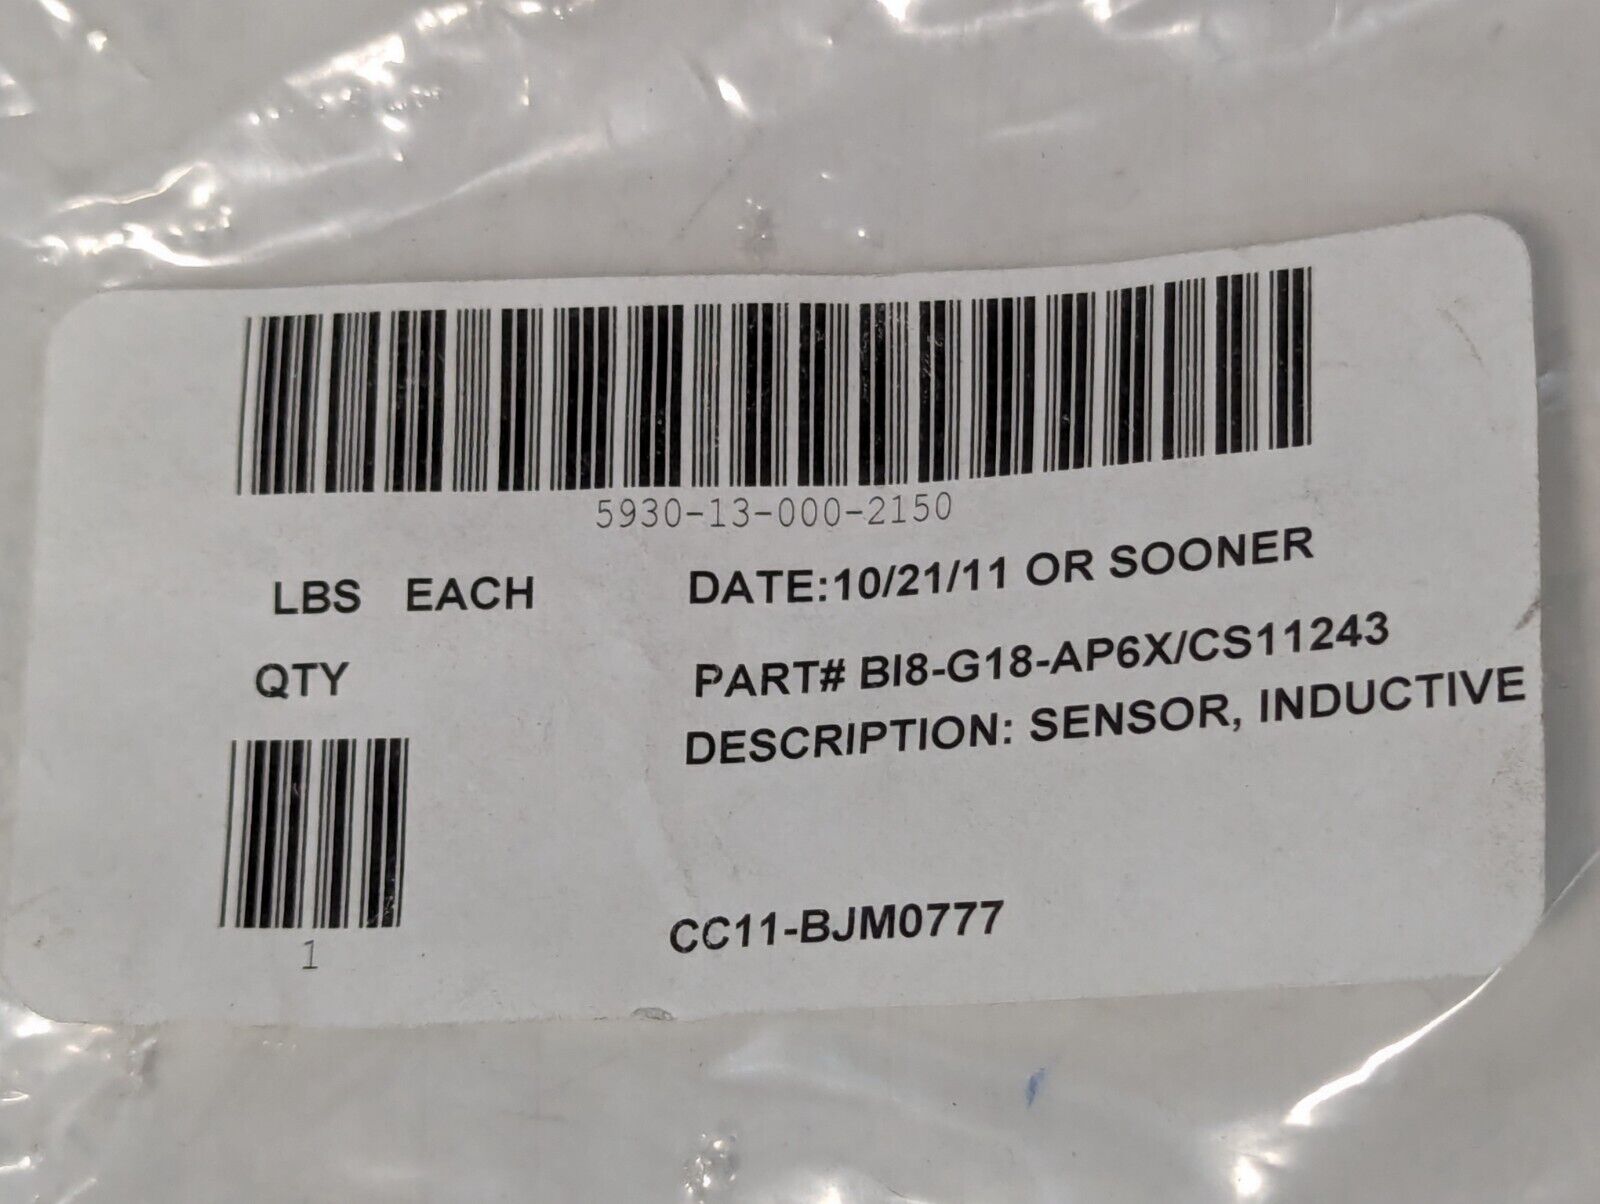 5930-13-000-2150
LBS EACH
DATE:10/21/11 OR SOONER
QTY
PART# BI8-G18-AP6X/CS11243
DESCRIPTION: SENSOR, INDUCTIVE
1
CC11-BJM0777